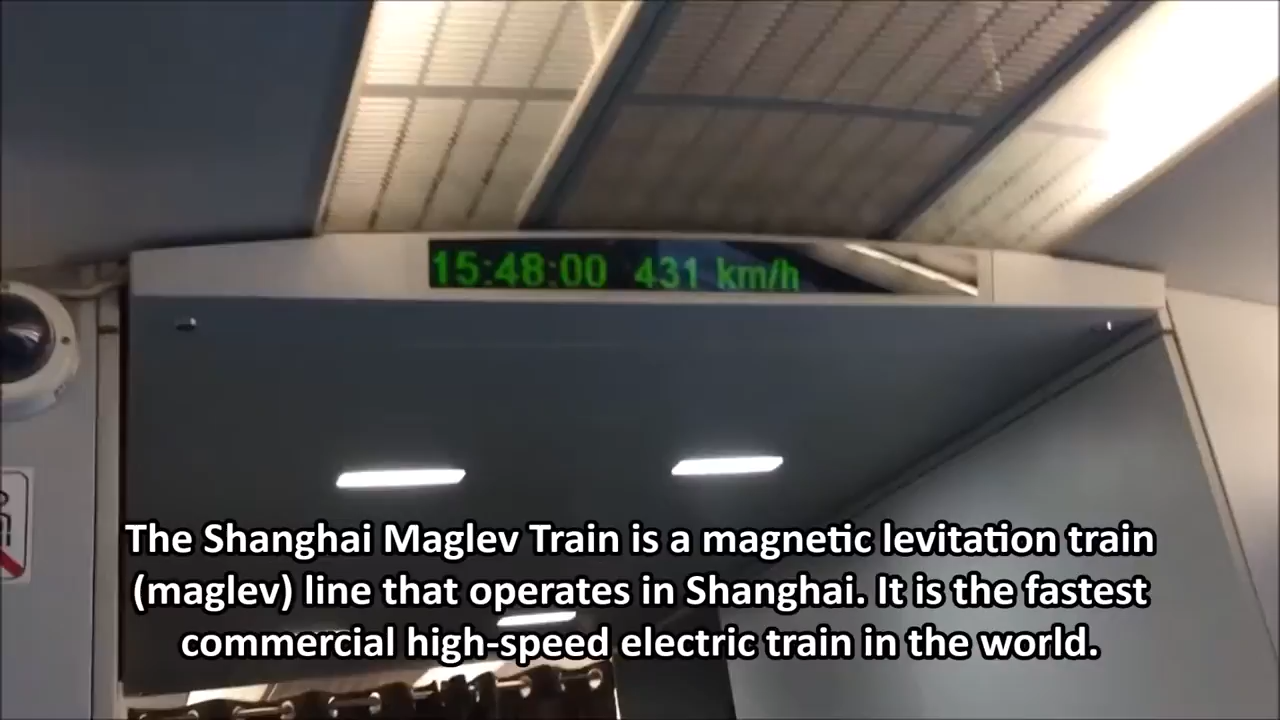 15:48:00 431 km/h
The Shanghai Maglev Train is a magnetic levitation train
(maglev) line that operates in Shanghai. It is the fastest
commercial high-speed electric train in the world.